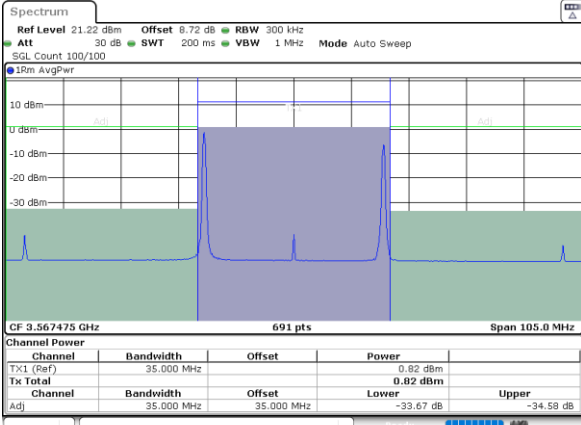 Spectrum
Ref Level 21.22 dBm Offset 8.72 dB RBW 300 kHz
Att 30 dB SWT 200 ms VBW 1 MHz Mode Auto Sweep
SGL Count 100/100
1Rm AvgPwr
10 dBm
Adj Adj
0 dBm
-10 dBm
-20 dBm
-30 dBm
CF 3.567475 GHz 691 pts Span 105.0 MHz
Channel Power
Channel Bandwidth Offset Power
TX1 (Ref) 35.000 MHz 0.82 dBm
Tx Total 0.82 dBm
Channel Bandwidth Offset Lower Upper
Adj 35.000 MHz 35.000 MHz -33.67 dB -34.58 dB